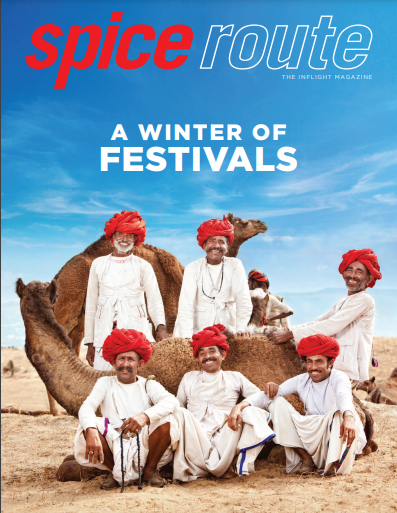 spice route
THE INFLIGHT MAGAZINE
A WINTER OF
FESTIVALS